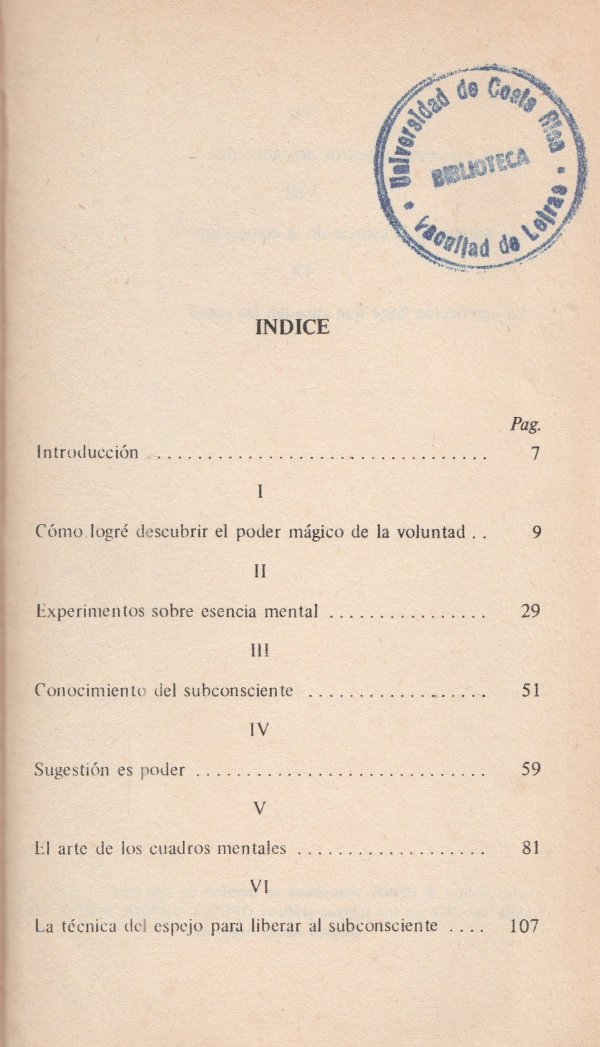 Universidad de Costa Rica
BIBLIOTECA
Facultad de Letras
INDICE
Pag.
Introducción ................................ 7
I
Cómo logré descubrir el poder mágico de la voluntad .. 9
II
Experimentos sobre esencia mental ................ 29
III
Conocimiento del subconsciente .................. 51
IV
Sugestión es poder ............................. 59
V
El arte de los cuadros mentales ................... 81
VI
La técnica del espejo para liberar al subconsciente .... 107